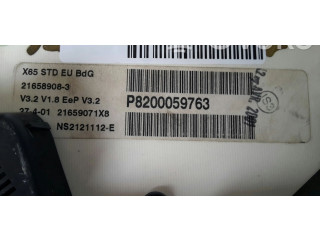 X65 STD EU BdG
21656908-3
V3.2 V1.8 EeP V3.2
27-4-01 21659071X8
NS2121112-E
P8200059763